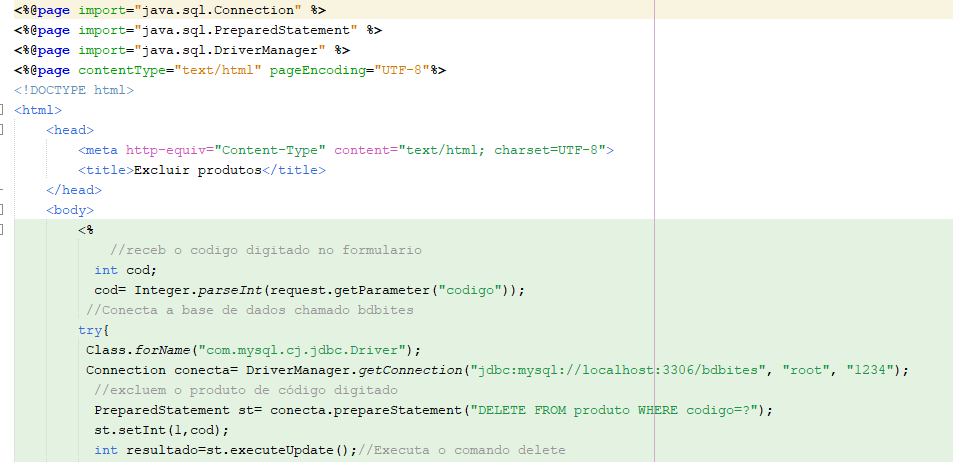 <%@page import="java.sql.Connection" %>
<%@page import="java.sql.PreparedStatement" %>
<%@page import="java.sql.DriverManager" %>
<%@page contentType="text/html" pageEncoding="UTF-8"%>
<!DOCTYPE html>
<html>
<head>
<meta http-equiv="Content-Type" content="text/html; charset=UTF-8">
<title>Excluir produtos</title>
</head>
<body>
<%
//receb o codigo digitado no formulario
int cod;
cod= Integer.parseInt(request.getParameter("codigo"));
//Conecta a base de dados chamado bdbites
try{
Class.forName("com.mysql.cj.jdbc.Driver");
Connection conecta= DriverManager.getConnection("jdbc:mysql://localhost:3306/bdbites", "root", "1234");
//excluem o produto de código digitado
PreparedStatement st= conecta.prepareStatement("DELETE FROM produto WHERE codigo=?");
st.setInt(1,cod);
int resultado=st.executeUpdate();//Executa o comando delete